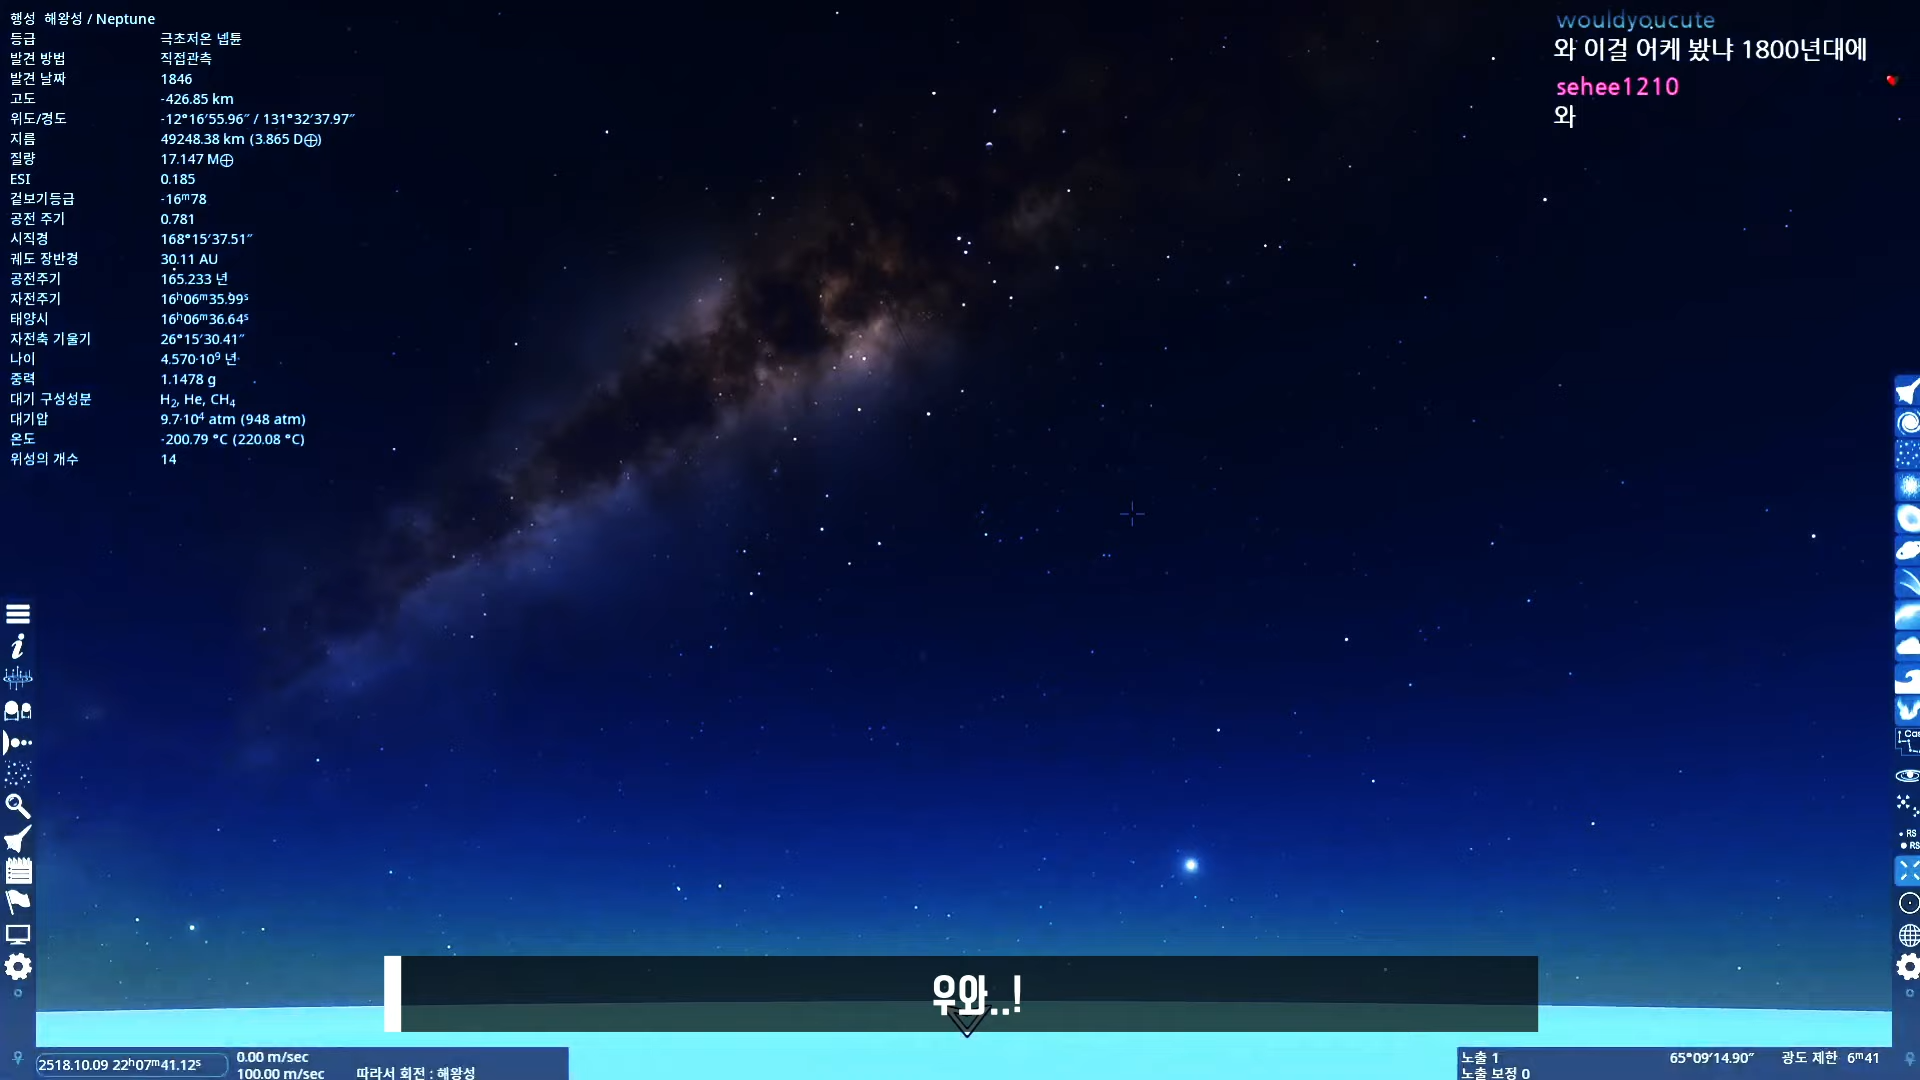 행성 해왕성 / Neptune
등급 극초저온 넵튠
발견 방법 직접관측
발견 날짜 1846
고도 -426.85 km
위도/경도 -12°16′55.96″ / 131°32′37.97″
지름 49248.38 km (3.865 D⊕)
질량 17.147 M⊕
ESI 0.185
겉보기등급 -16ᵐ78
공전 주기 0.781
시직경 168°15′37.51″
궤도 장반경 30.11 AU
공전주기 165.233 년
자전주기 16ʰ06ᵐ35.99ˢ
태양시 16ʰ06ᵐ36.64ˢ
자전축 기울기 26°15′30.41″
나이 4.570·10⁹ 년
중력 1.1478 g
대기 구성성분 H₂, He, CH₄
대기압 9.7·10⁴ atm (948 atm)
온도 -200.79 °C (220.08 °C)
위성의 개수 14
wouldyoucute
와 이걸 어케 봤냐 1800년대에
sehee1210
와
RS
RS
우와..!
2518.10.09 22ʰ07ᵐ41.12ˢ
0.00 m/sec
100.00 m/sec 따라서 회전 : 해왕성
노출 1 65°09′14.90″ 광도 제한 6ᵐ41
노출 보정 0